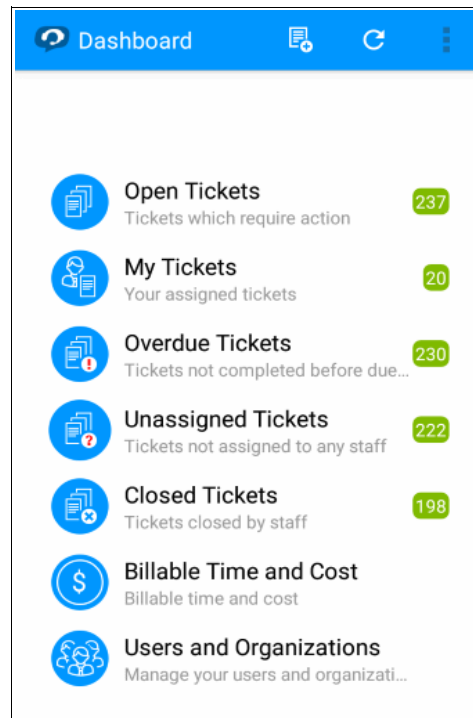 Dashboard
Open Tickets
237
Tickets which require action
My Tickets
20
Your assigned tickets
Overdue Tickets
230
Tickets not completed before due...
Unassigned Tickets
222
Tickets not assigned to any staff
Closed Tickets
198
Tickets closed by staff
$
Billable Time and Cost
Billable time and cost
Users and Organizations
Manage your users and organizati...